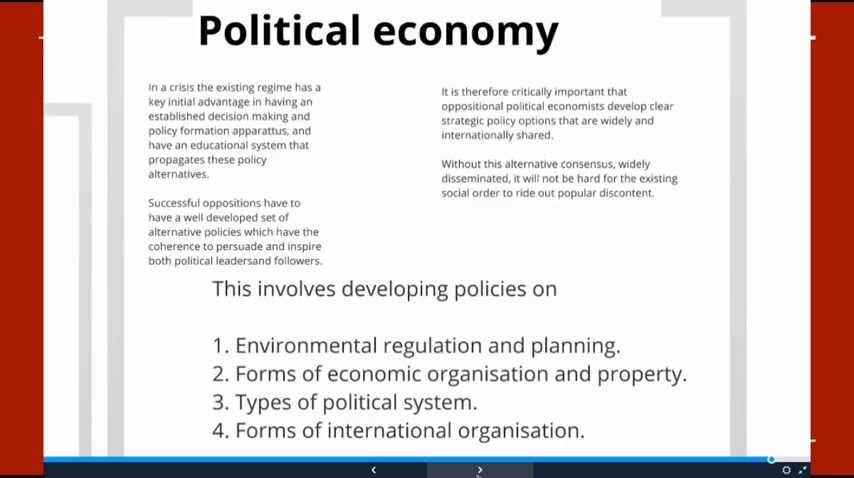 Political economy
In a crisis the existing regime has a
key initial advantage in having an
established decision making and
policy formation apparattus, and
have an educational system that
propagates these policy
alternatives.
Successful oppositions have to
have a well developed set of
alternative policies which have the
coherence to persuade and inspire
both political leadersand followers.
It is therefore critically important that
oppositional political economists develop clear
strategic policy options that are widely and
internationally shared.
Without this alternative consensus, widely
disseminated, it will not be hard for the existing
social order to ride out popular discontent.
This involves developing policies on
1. Environmental regulation and planning.
2. Forms of economic organisation and property.
3. Types of political system.
4. Forms of international organisation.